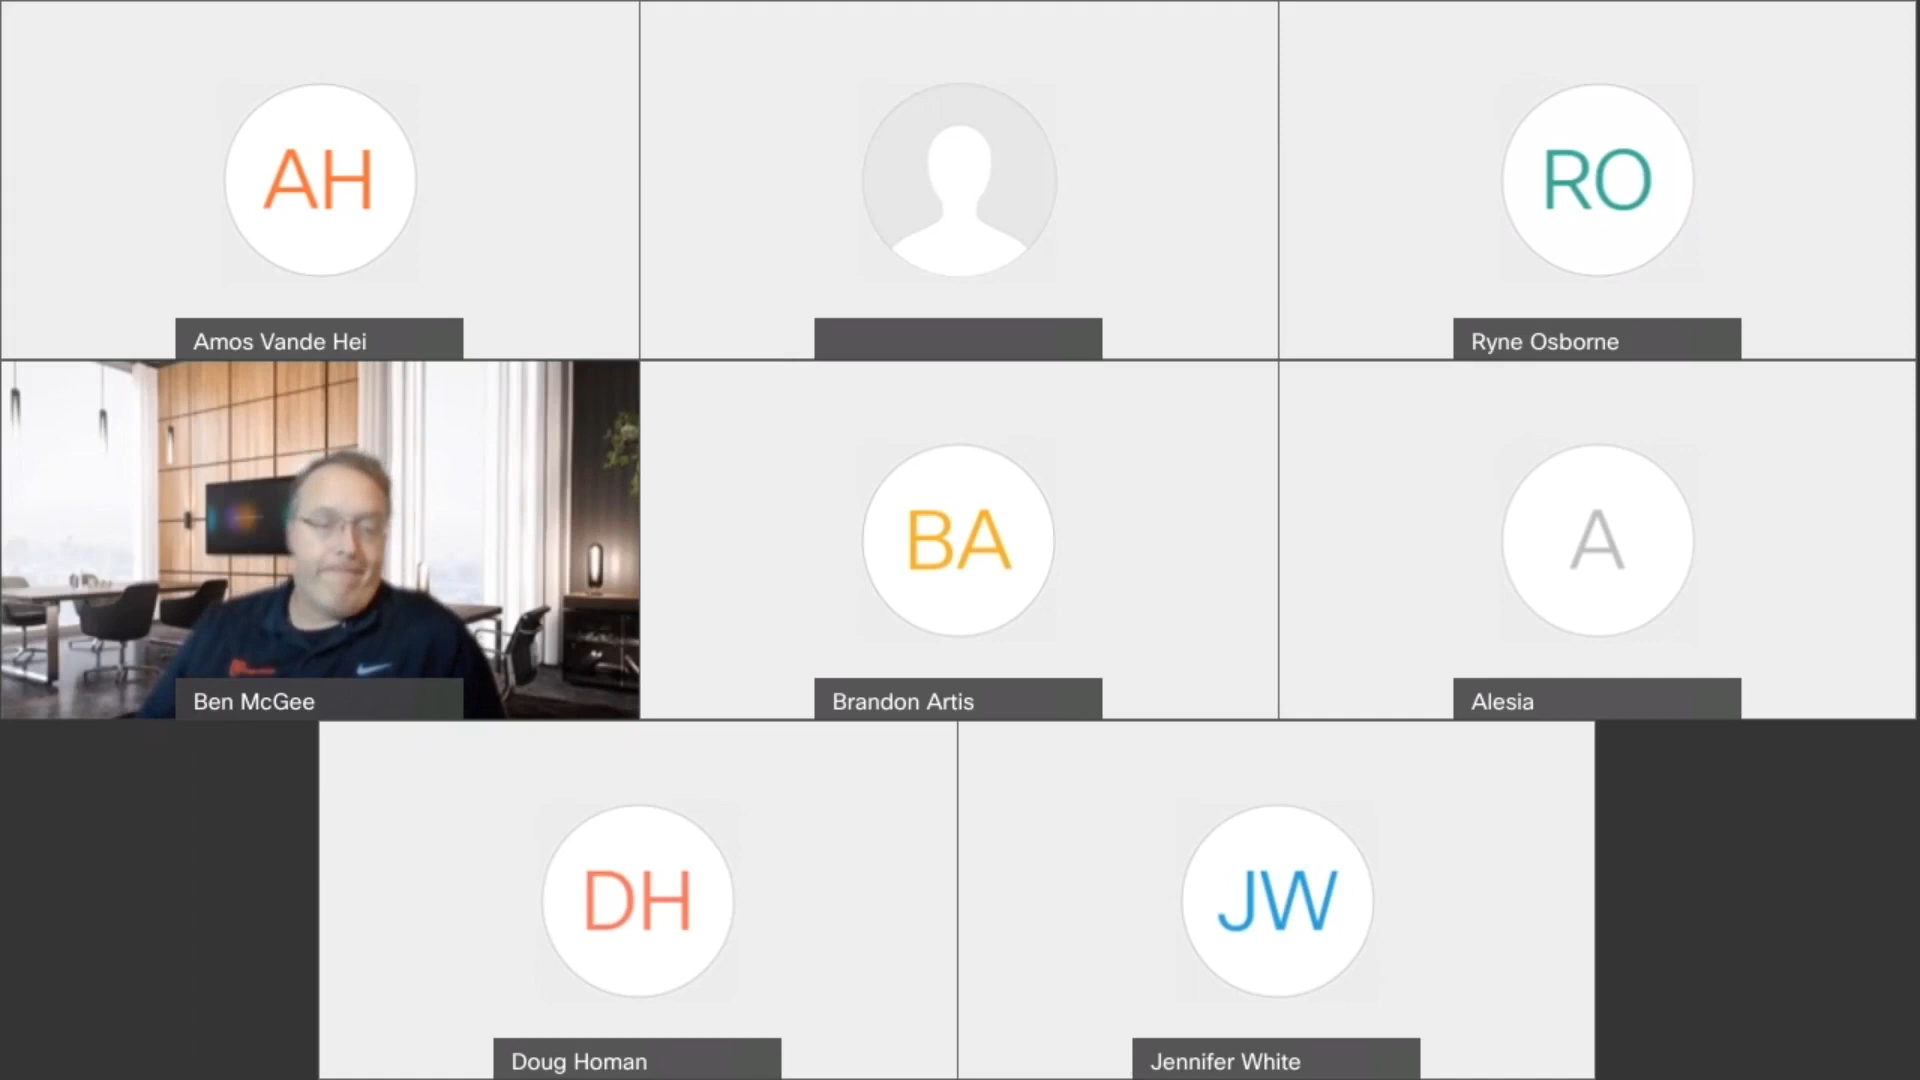 AH
RO
Amos Vande Hei
Ryne Osborne
BA
A
Ben McGee
Brandon Artis
Alesia
DH
JW
Doug Homan
Jennifer White